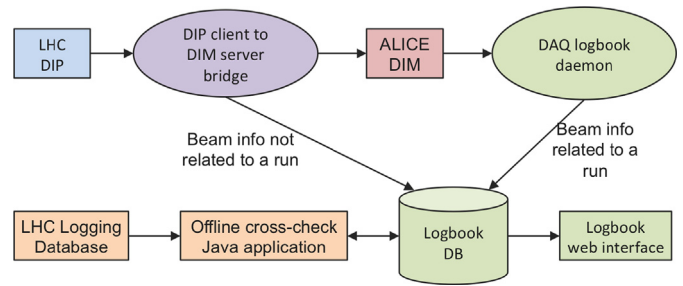 LHC
DIP
DIP client to
DIM server
bridge
ALICE
DIM
DAQ logbook
daemon
Beam info not
related to a run
Beam info
related to a
run
LHC Logging
Database
Offline cross-check
Java application
Logbook
DB
Logbook
web interface